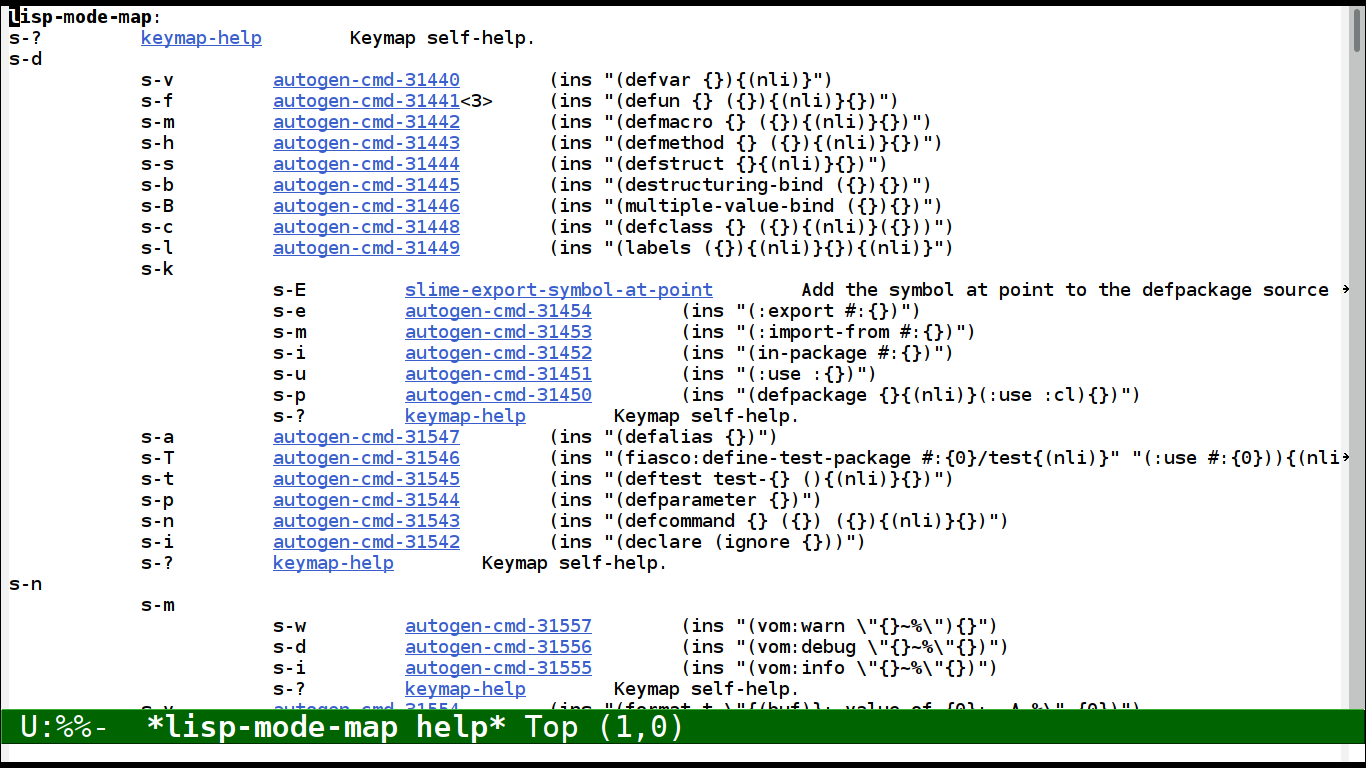 lisp-mode-map:
s-? keymap-help Keymap self-help.
s-d
s-v autogen-cmd-31440 (ins "(defvar {}){(nli)}")
s-f autogen-cmd-31441<3> (ins "(defun {} ({}){(nli)}{})")
s-m autogen-cmd-31442 (ins "(defmacro {} ({}){(nli)}{})")
s-h autogen-cmd-31443 (ins "(defmethod {} ({}){(nli)}{})")
s-s autogen-cmd-31444 (ins "(defstruct {}{(nli)}{})")
s-b autogen-cmd-31445 (ins "(destructuring-bind ({}){})")
s-B autogen-cmd-31446 (ins "(multiple-value-bind ({}){})")
s-c autogen-cmd-31448 (ins "(defclass {} ({}){(nli)}({}))")
s-l autogen-cmd-31449 (ins "(labels ({}){(nli)}{}){(nli)}")
s-k
s-E slime-export-symbol-at-point Add the symbol at point to the defpackage source →
s-e autogen-cmd-31454 (ins "(:export #:{})")
s-m autogen-cmd-31453 (ins "(:import-from #:{})")
s-i autogen-cmd-31452 (ins "(in-package #:{})")
s-u autogen-cmd-31451 (ins "(:use :{})")
s-p autogen-cmd-31450 (ins "(defpackage {}{(nli)}(:use :cl){})")
s-? keymap-help Keymap self-help.
s-a autogen-cmd-31547 (ins "(defalias {})")
s-T autogen-cmd-31546 (ins "(fiasco:define-test-package #:{0}/test{(nli)}" "(:use #:{0})){(nli→
s-t autogen-cmd-31545 (ins "(deftest test-{} (){(nli)}{})")
s-p autogen-cmd-31544 (ins "(defparameter {})")
s-n autogen-cmd-31543 (ins "(defcommand {} ({}) ({}){(nli)}{})")
s-i autogen-cmd-31542 (ins "(declare (ignore {}))")
s-? keymap-help Keymap self-help.
s-n
s-m
s-w autogen-cmd-31557 (ins "(vom:warn \"{}~%\"){}")
s-d autogen-cmd-31556 (ins "(vom:debug \"{}~%\"{})")
s-i autogen-cmd-31555 (ins "(vom:info \"{}~%\"{})")
s-? keymap-help Keymap self-help.
U:%%- *lisp-mode-map help* Top (1,0)